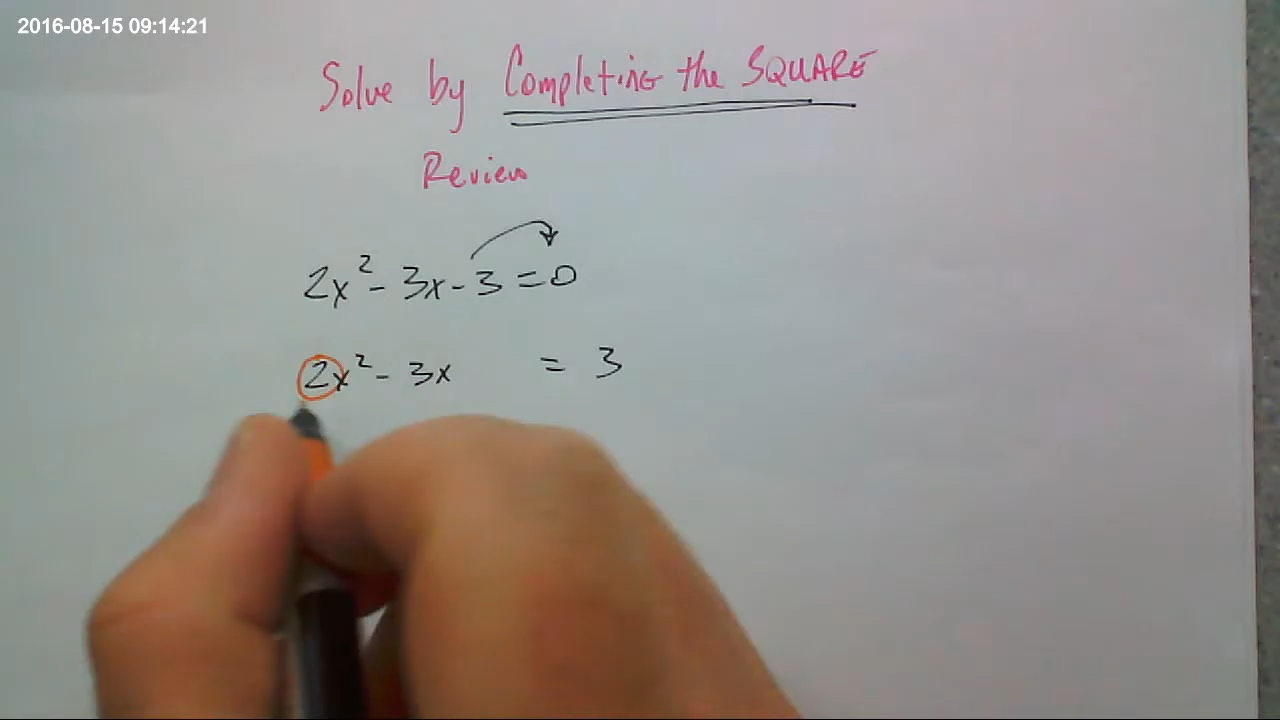 2016-08-15 09:14:21
Solve by Completing the SQUARE
Review
2x² - 3x - 3 = 0
2x² - 3x = 3